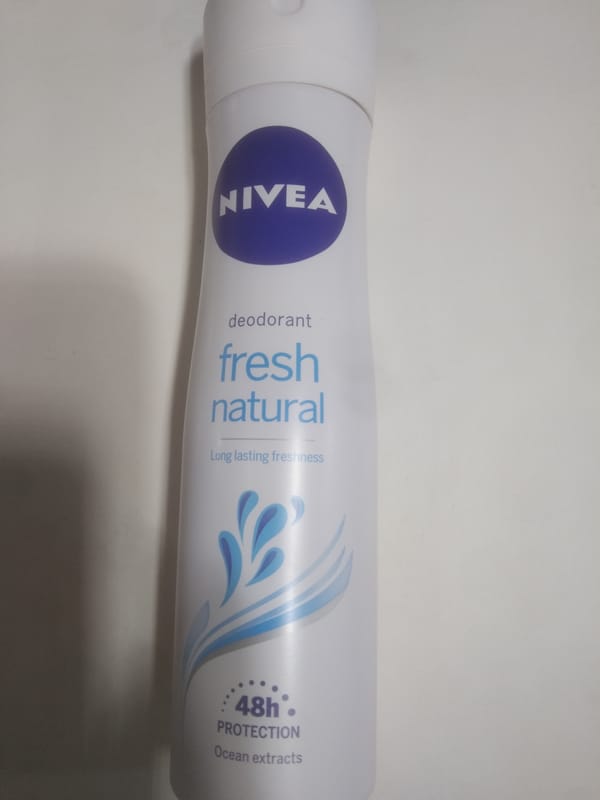 NIVEA
deodorant
fresh
natural
Long lasting freshness
48h
PROTECTION
Ocean extracts